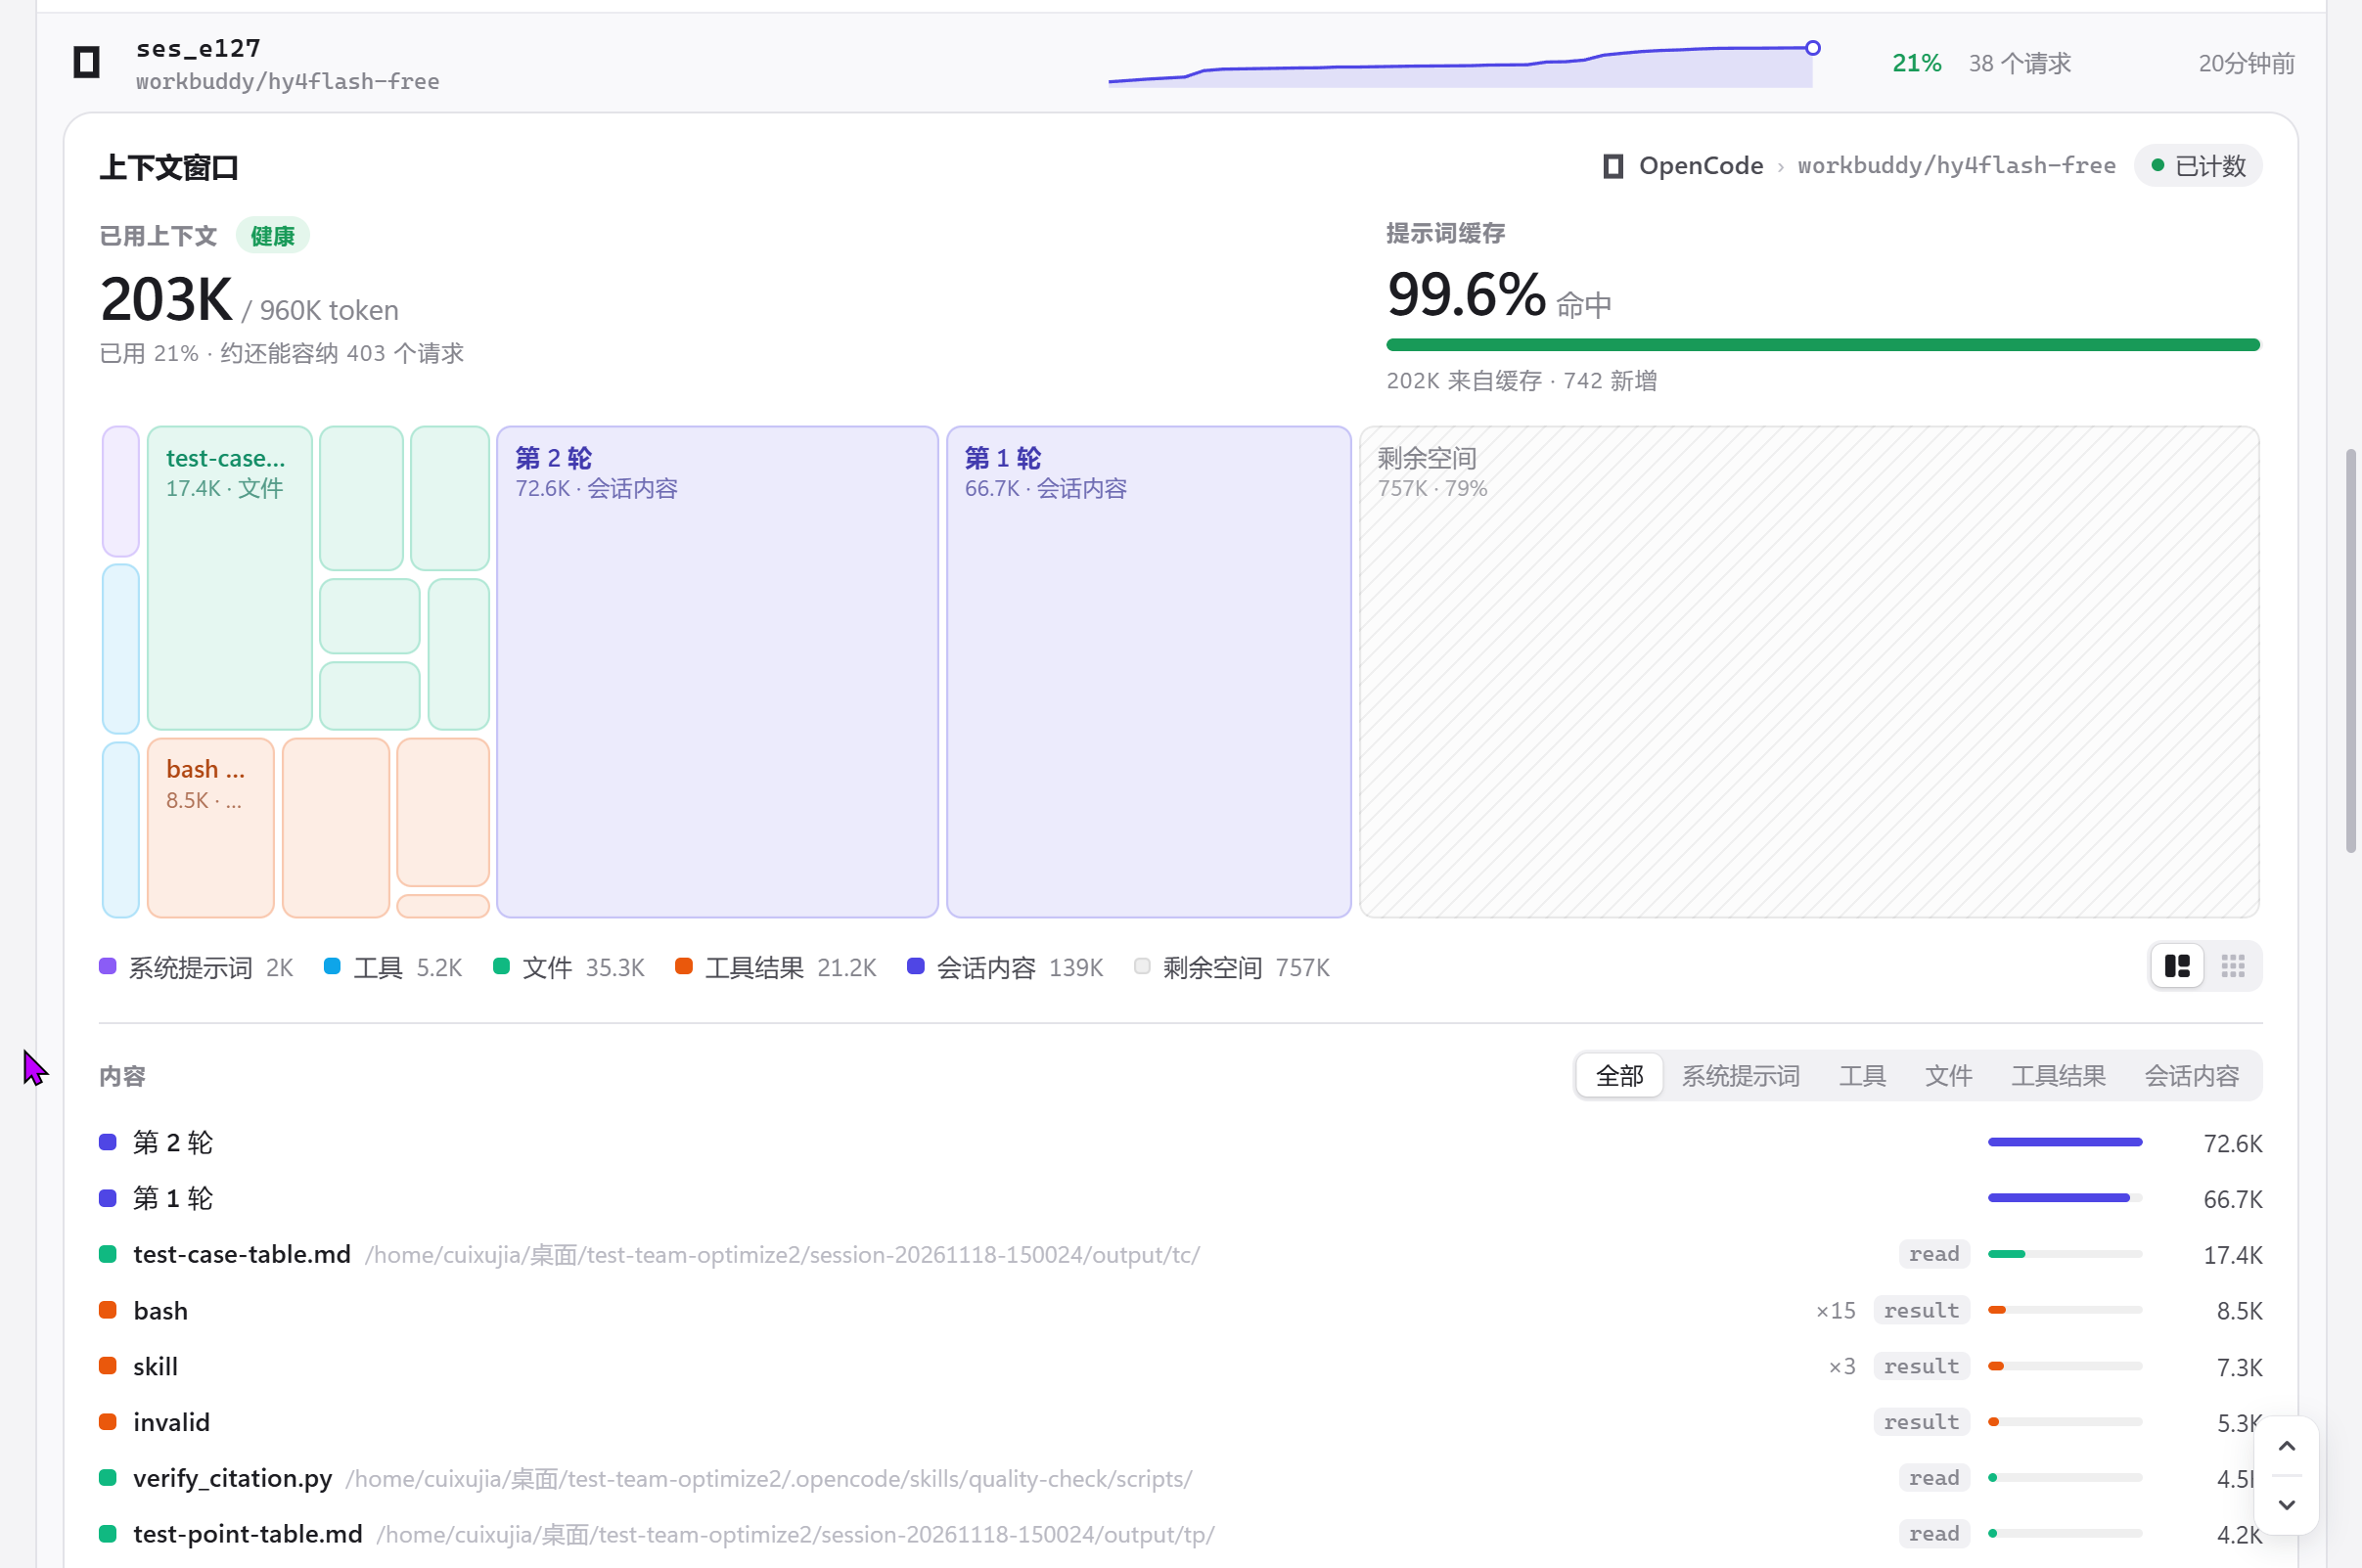 ses_e127
workbuddy/hy4flash-free
21% 38 个请求 20分钟前
上下文窗口
OpenCode › workbuddy/hy4flash-free 已计数
已用上下文 健康
203K / 960K token
已用 21% · 约还能容纳 403 个请求
提示词缓存
99.6% 命中
202K 来自缓存 · 742 新增
test-case...
17.4K · 文件
bash ...
8.5K · ...
第 2 轮
72.6K · 会话内容
第 1 轮
66.7K · 会话内容
剩余空间
757K · 79%
系统提示词 2K 工具 5.2K 文件 35.3K 工具结果 21.2K 会话内容 139K 剩余空间 757K
内容
全部 系统提示词 工具 文件 工具结果 会话内容
第 2 轮 72.6K
第 1 轮 66.7K
test-case-table.md /home/cuixujia/桌面/test-team-optimize2/session-20261118-150024/output/tc/ read 17.4K
bash ×15 result 8.5K
skill ×3 result 7.3K
invalid result 5.3K
verify_citation.py /home/cuixujia/桌面/test-team-optimize2/.opencode/skills/quality-check/scripts/ read 4.5K
test-point-table.md /home/cuixujia/桌面/test-team-optimize2/session-20261118-150024/output/tp/ read 4.2K